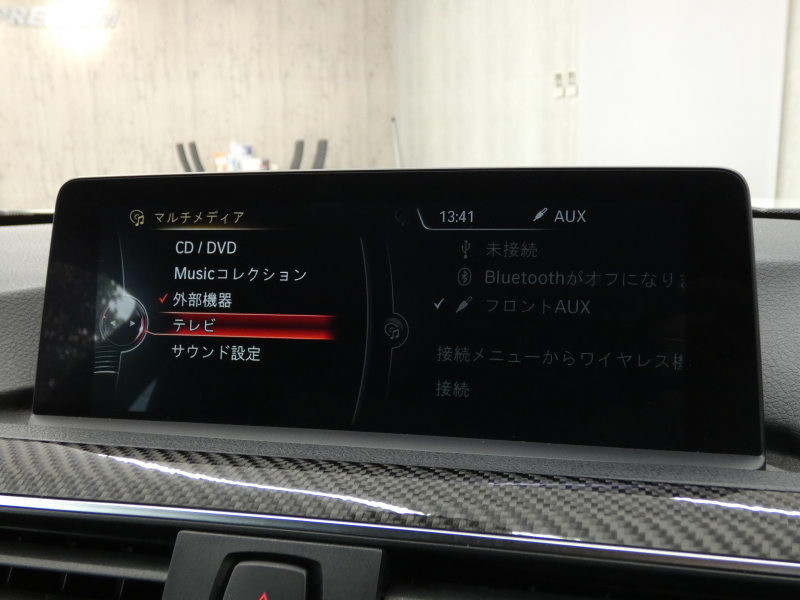 PREMIUM
マルチメディア
CD / DVD
Musicコレクション
外部機器
テレビ
サウンド設定
13:41
AUX
未接続
Bluetoothがオフになりま
フロントAUX
接続メニューからワイヤレス機
接続